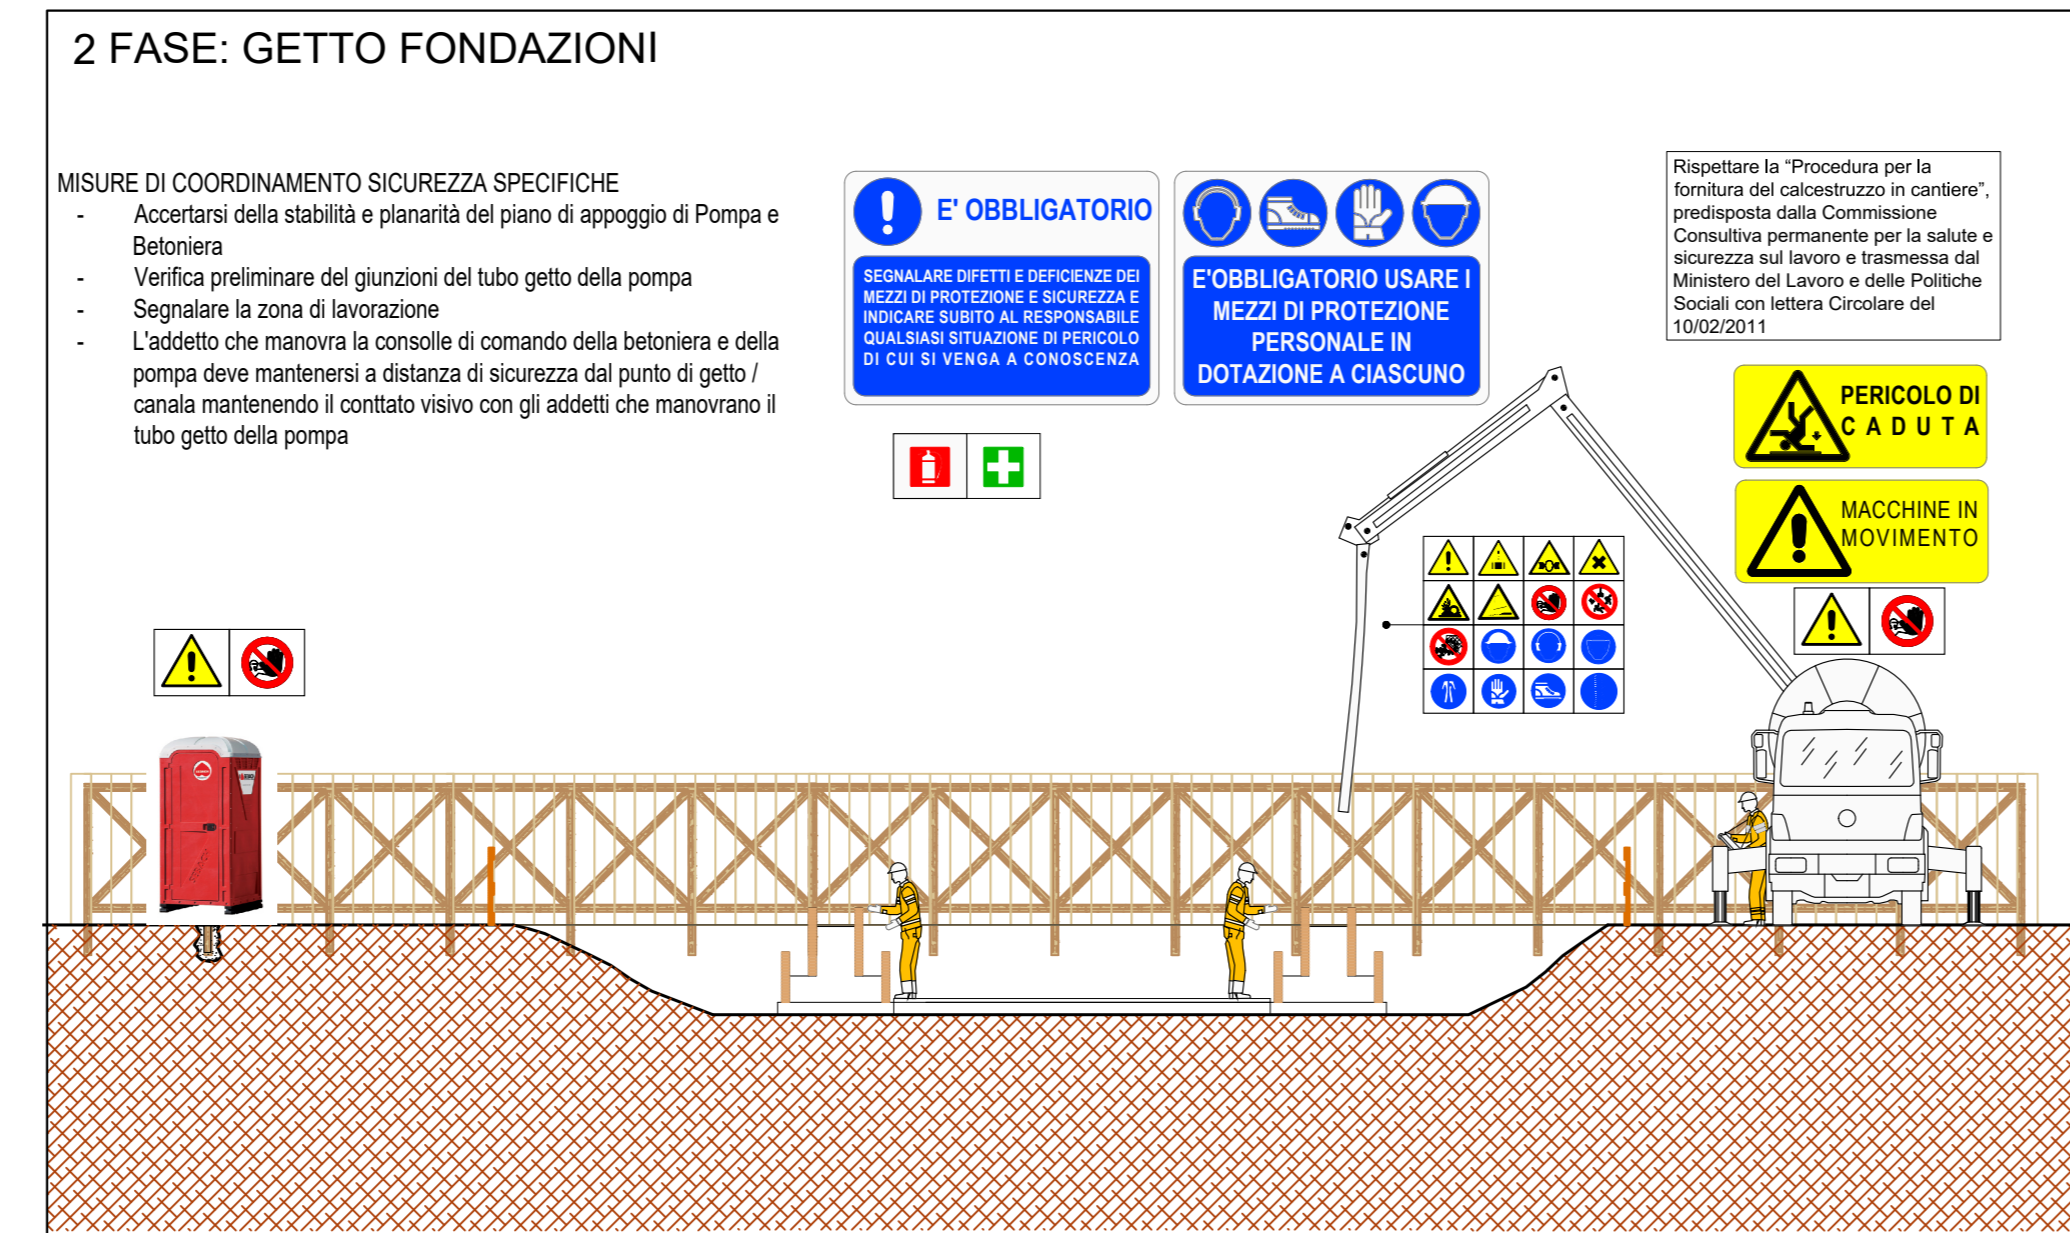 2 FASE: GETTO FONDAZIONI
MISURE DI COORDINAMENTO SICUREZZA SPECIFICHE
- Accertarsi della stabilità e planarità del piano di appoggio di Pompa e
Betoniera
- Verifica preliminare del giunzioni del tubo getto della pompa
- Segnalare la zona di lavorazione
- L'addetto che manovra la consolle di comando della betoniera e della
pompa deve mantenersi a distanza di sicurezza dal punto di getto /
canala mantenendo il conttato visivo con gli addetti che manovrano il
tubo getto della pompa
E' OBBLIGATORIO
SEGNALARE DIFETTI E DEFICIENZE DEI
MEZZI DI PROTEZIONE E SICUREZZA E
INDICARE SUBITO AL RESPONSABILE
QUALSIASI SITUAZIONE DI PERICOLO
DI CUI SI VENGA A CONOSCENZA
E'OBBLIGATORIO USARE I
MEZZI DI PROTEZIONE
PERSONALE IN
DOTAZIONE A CIASCUNO
Rispettare la “Procedura per la
fornitura del calcestruzzo in cantiere”,
predisposta dalla Commissione
Consultiva permanente per la salute e
sicurezza sul lavoro e trasmessa dal
Ministero del Lavoro e delle Politiche
Sociali con lettera Circolare del
10/02/2011
PERICOLO DI
CADUTA
MACCHINE IN
MOVIMENTO